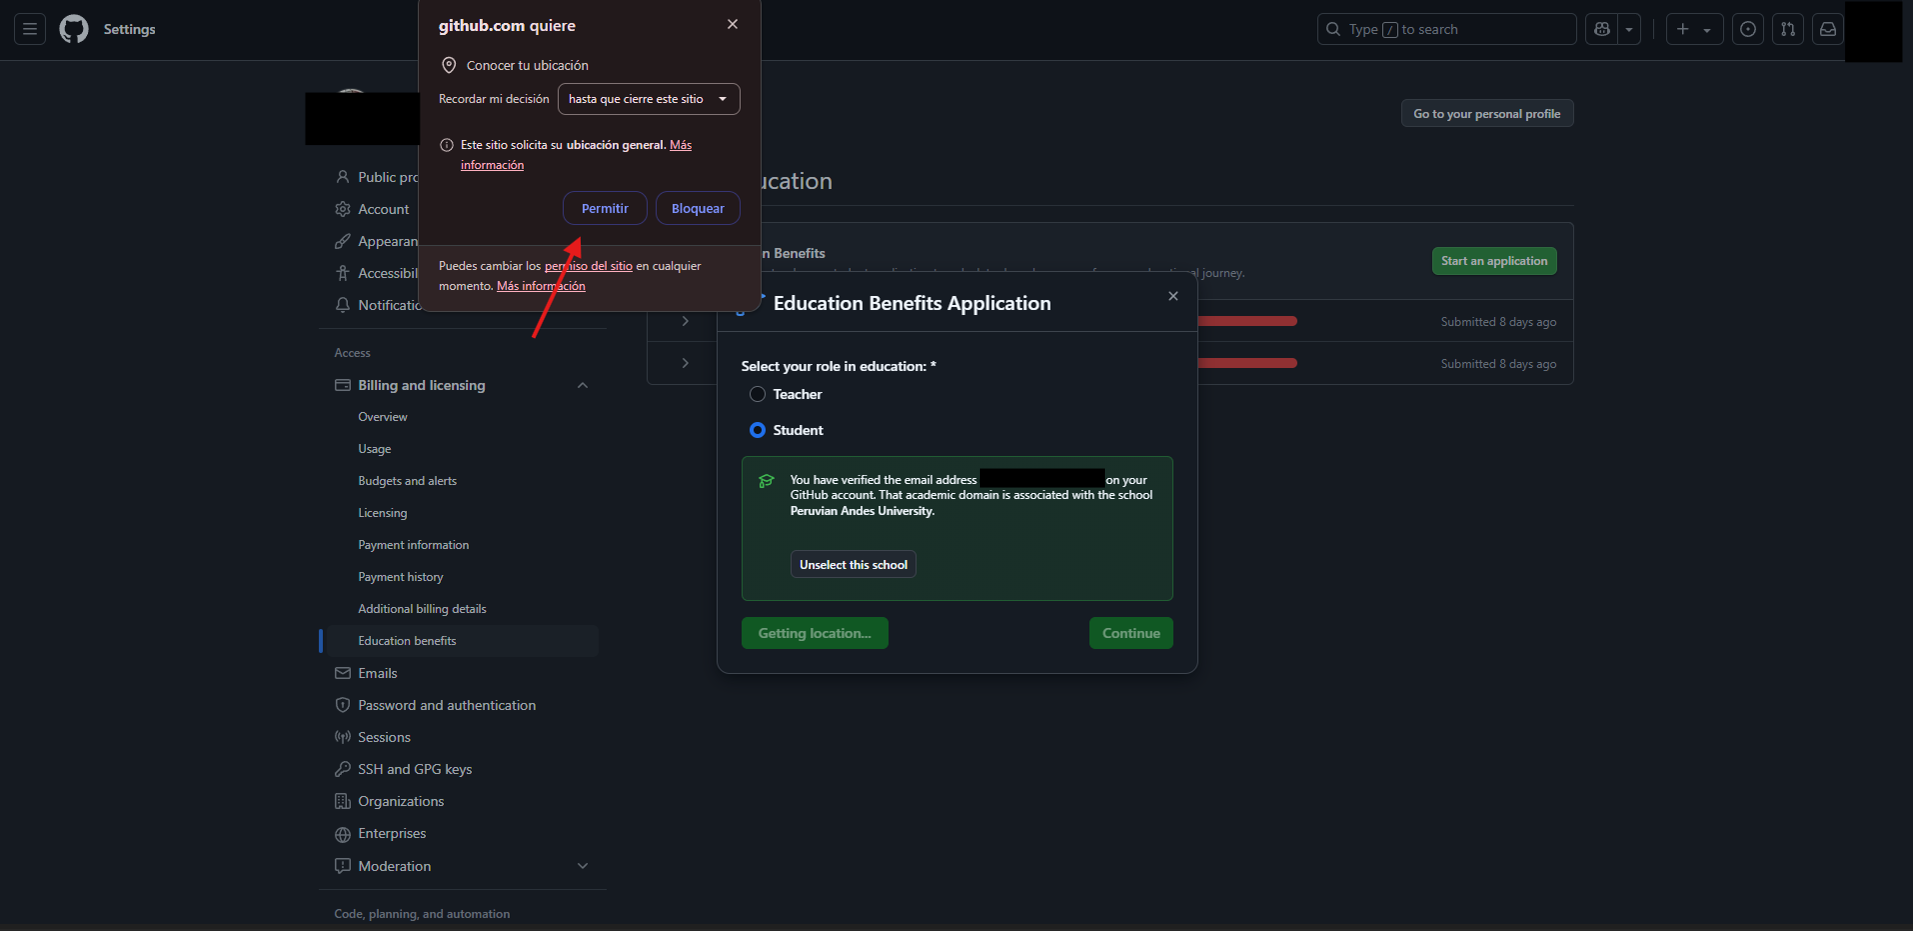 Settings
Type / to search
github.com quiere
Conocer tu ubicación
Recordar mi decisión hasta que cierre este sitio
Este sitio solicita su ubicación general. Más
información
Permitir Bloquear
Puedes cambiar los permiso del sitio en cualquier
momento. Más información
Go to your personal profile
Public
Account
Accessibil
Access
Billing and licensing
Overview
Usage
Budgets and alerts
Licensing
Payment information
Payment history
Additional billing details
Education benefits
Emails
Password and authentication
Sessions
SSH and GPG keys
Organizations
Enterprises
Moderation
Code, planning, and automation
ucation
n Benefits
Start an application
journey.
Submitted 8 days ago
Submitted 8 days ago
Education Benefits Application
Select your role in education: *
Teacher
Student
You have verified the email address on your
GitHub account. That academic domain is associated with the school
Peruvian Andes University.
Unselect this school
Getting location...
Continue